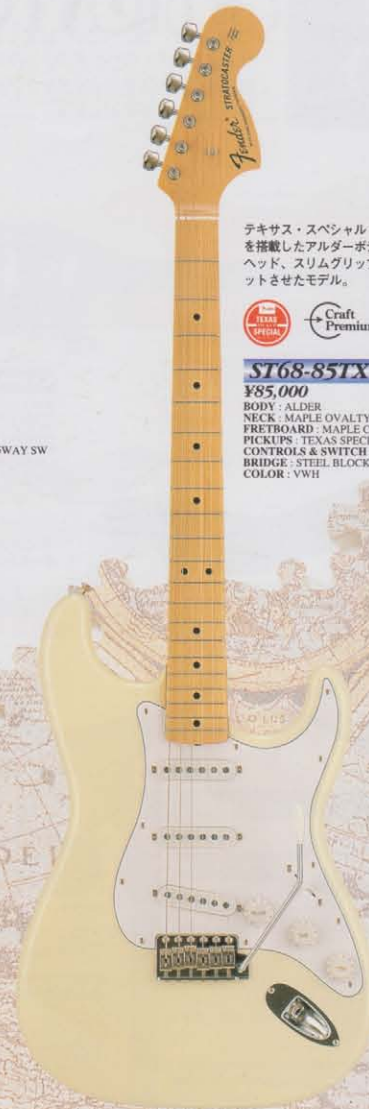 Fender STRATOCASTER
テキサス・スペシャル
を搭載したアルダーボデ
ヘッド、スリムグリップ
ットさせたモデル。
TEXAS
SPECIAL
Craft
Premium
ST68-85TX
¥85,000
BODY : ALDER
NECK : MAPLE OVALTY
FRETBOARD : MAPLE C
PICKUPS : TEXAS SPECI
CONTROLS & SWITCH
BRIDGE : STEEL BLOCK
COLOR : VWH
WAY SW